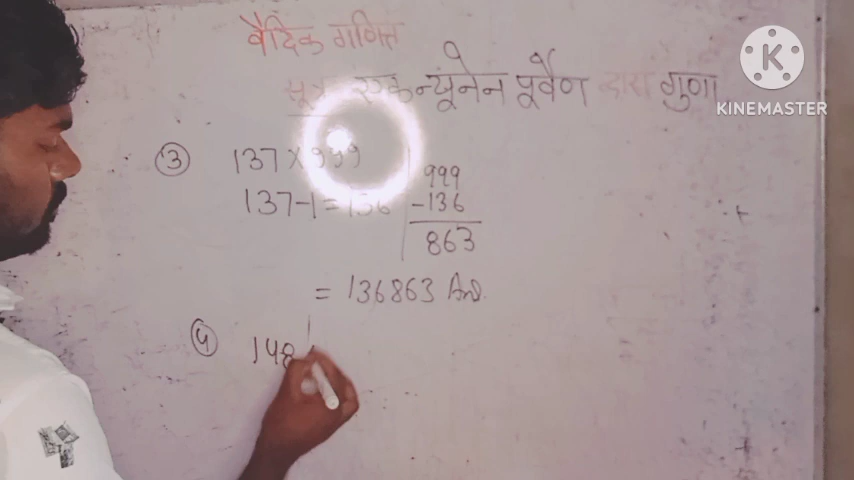 वैदिक गणित
सूत्र एकन्यूनेन पूर्वेण द्वारा गुणा
KINEMASTER
③ 137 × 999
137-1=136
999
-136
863
= 136863 Ans.
④ 148